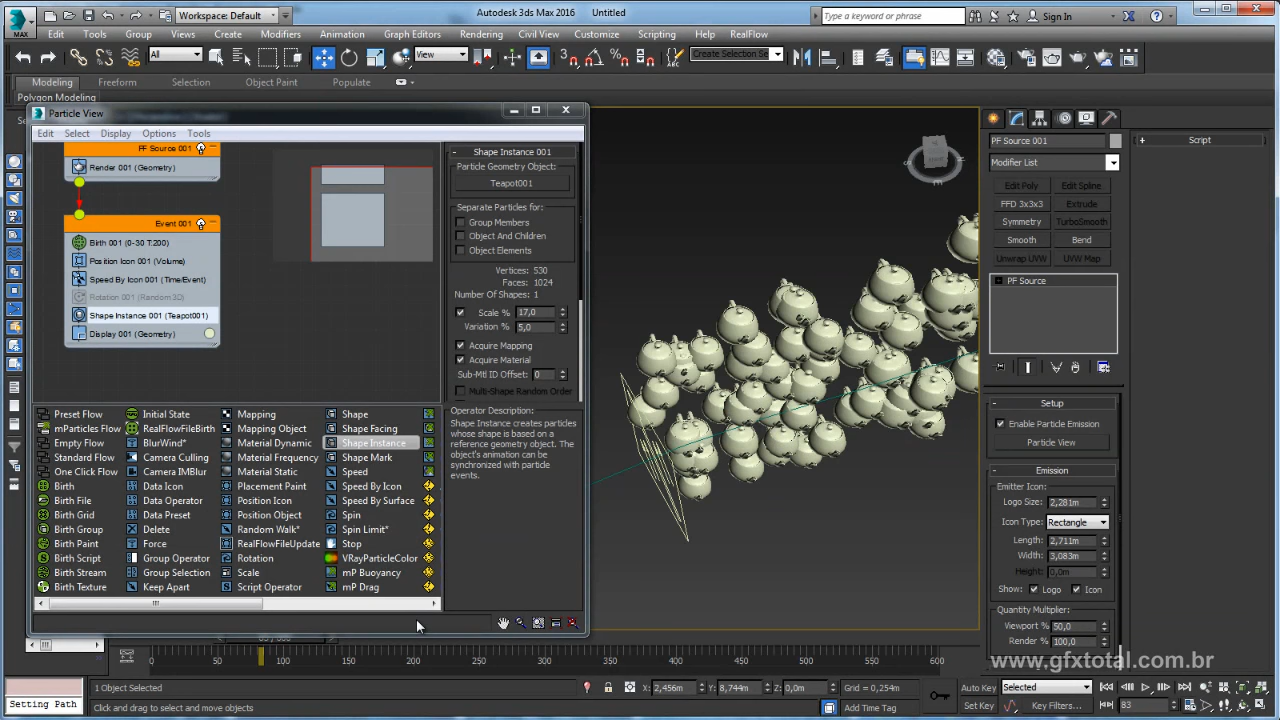 Workspace: Default
Autodesk 3ds Max 2016 Untitled
Type a keyword or phrase
Sign In
MAX
Edit Tools Group Views Create Modifiers Animation Graph Editors Rendering Civil View Customize Scripting Help RealFlow
All
View
Create Selection Se
Modeling Freeform Selection Object Paint Populate
Polygon Modeling
Particle View
Edit Select Display Options Tools
PF Source 001
Render 001 (Geometry)
Event 001
Birth 001 (0-30 T:200)
Position Icon 001 (Volume)
Speed By Icon 001 (Time/Event)
Rotation 001 (Random 3D)
Shape Instance 001 (Teapot001)
Display 001 (Geometry)
Shape Instance 001
Particle Geometry Object:
Teapot001
Separate Particles for:
Group Members
Object And Children
Object Elements
Vertices: 530
Faces: 1024
Number Of Shapes: 1
Scale % 17,0
Variation % 5,0
Acquire Mapping
Acquire Material
Sub-Mtl ID Offset: 0
Multi-Shape Random Order
Preset Flow Initial State Mapping Shape
mParticles Flow RealFlowFileBirth Mapping Object Shape Facing
Empty Flow BlurWind* Material Dynamic Shape Instance
Standard Flow Camera Culling Material Frequency Shape Mark
One Click Flow Camera IMBlur Material Static Speed
Birth Data Icon Placement Paint Speed By Icon
Birth File Data Operator Position Icon Speed By Surface
Birth Grid Data Preset Position Object Spin
Birth Group Delete Random Walk* Spin Limit*
Birth Paint Force RealFlowFileUpdate Stop
Birth Script Group Operator Rotation VRayParticleColor
Birth Stream Group Selection Scale mP Buoyancy
Birth Texture Keep Apart Script Operator mP Drag
Operator Description:
Shape Instance creates particles
whose shape is based on a
reference geometry object. The
object's animation can be
synchronized with particle
events.
PF Source 001
Modifier List
Edit Poly Edit Spline
FFD 3x3x3 Extrude
Symmetry TurboSmooth
Smooth Bend
Unwrap UVW UVW Map
PF Source
Script
Setup
Enable Particle Emission
Particle View
Emission
Emitter Icon:
Logo Size: 2,281m
Icon Type: Rectangle
Length: 2,711m
Width: 3,083m
Height: 0,0m
Show: Logo Icon
Quantity Multiplier:
Viewport % 50,0
Render % 100,0
www.gfxtotal.com.br
0 50 100 150 200 250 300 350 400 450 500 550 600
1 Object Selected
X: 2,456m Y: 8,744m Z: 0,0m Grid = 0,254m
Auto Key Selected
Setting Path
Click and drag to select and move objects
Add Time Tag
Set Key Key Filters... 83